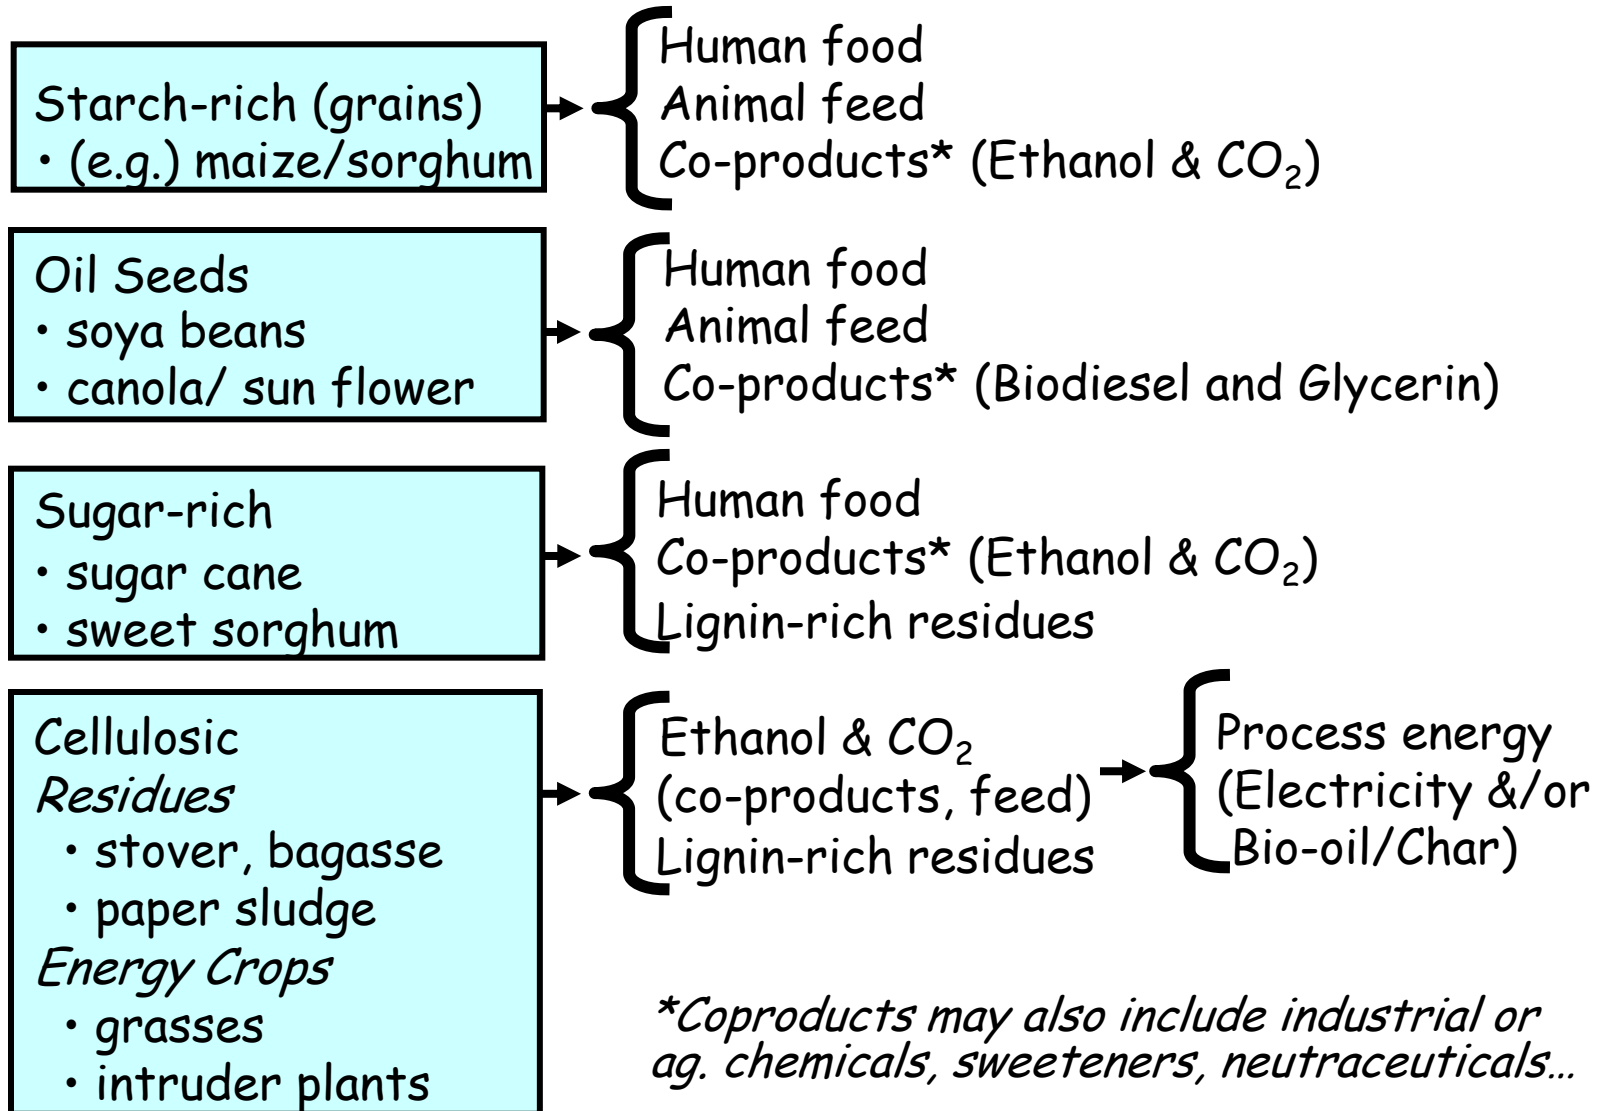 Starch-rich (grains)
• (e.g.) maize/sorghum
Human food
Animal feed
Co-products* (Ethanol & CO₂)
Oil Seeds
• soya beans
• canola/ sun flower
Human food
Animal feed
Co-products* (Biodiesel and Glycerin)
Sugar-rich
• sugar cane
• sweet sorghum
Human food
Co-products* (Ethanol & CO₂)
Lignin-rich residues
Cellulosic
Residues
• stover, bagasse
• paper sludge
Energy Crops
• grasses
• intruder plants
Ethanol & CO₂
(co-products, feed)
Lignin-rich residues
Process energy
(Electricity &/or
Bio-oil/Char)
*Coproducts may also include industrial or
ag. chemicals, sweeteners, neutraceuticals...